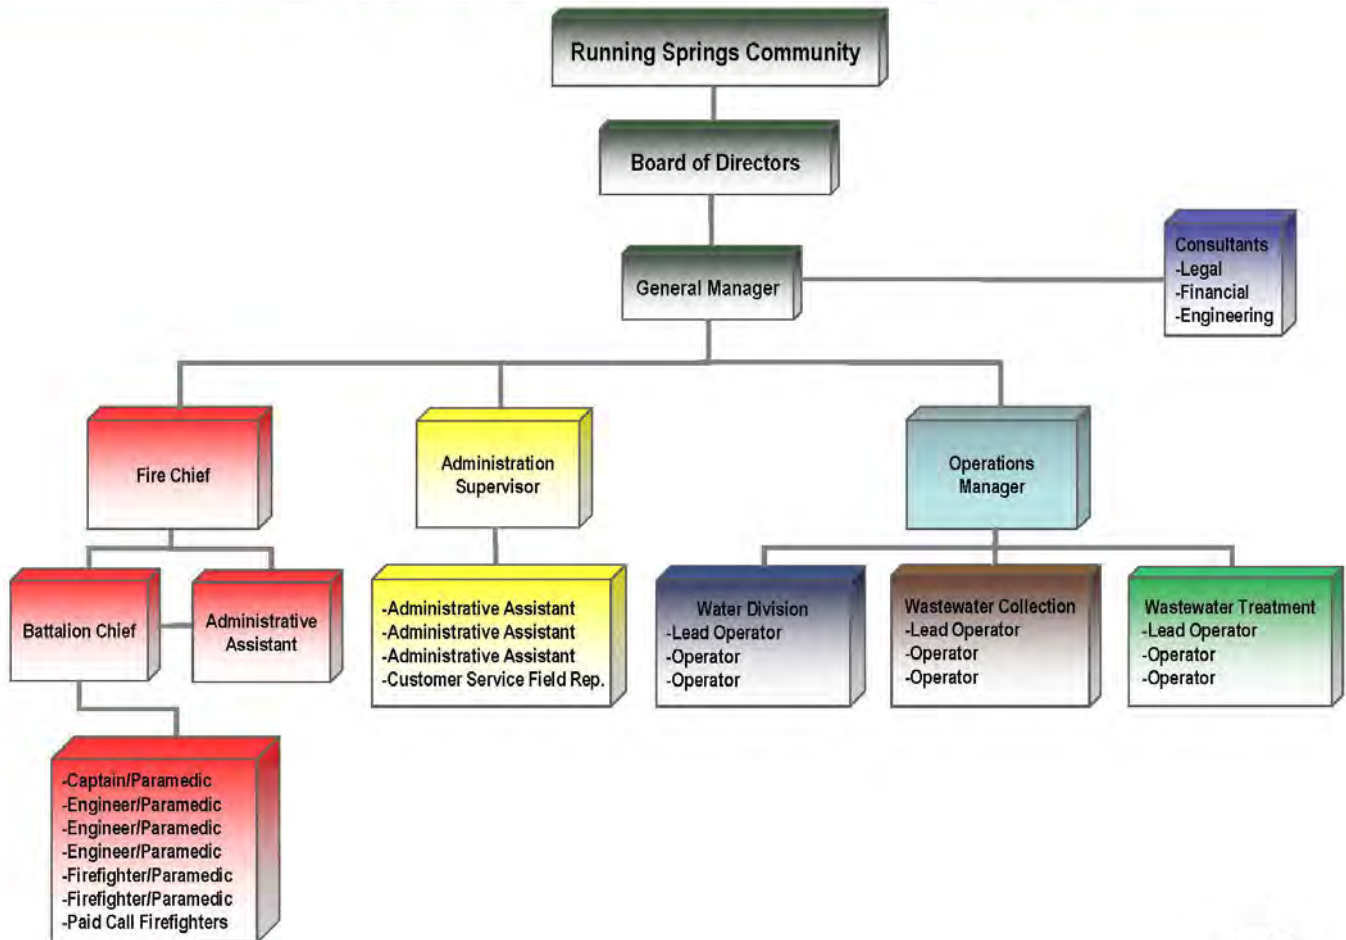 Running Springs Community
Board of Directors
General Manager
Consultants
-Legal
-Financial
-Engineering
Fire Chief
Administration
Supervisor
Operations
Manager
Battalion Chief
Administrative
Assistant
-Administrative Assistant
-Administrative Assistant
-Administrative Assistant
-Customer Service Field Rep.
Water Division
-Lead Operator
-Operator
-Operator
Wastewater Collection
-Lead Operator
-Operator
-Operator
Wastewater Treatment
-Lead Operator
-Operator
-Operator
-Captain/Paramedic
-Engineer/Paramedic
-Engineer/Paramedic
-Engineer/Paramedic
-Firefighter/Paramedic
-Firefighter/Paramedic
-Paid Call Firefighters